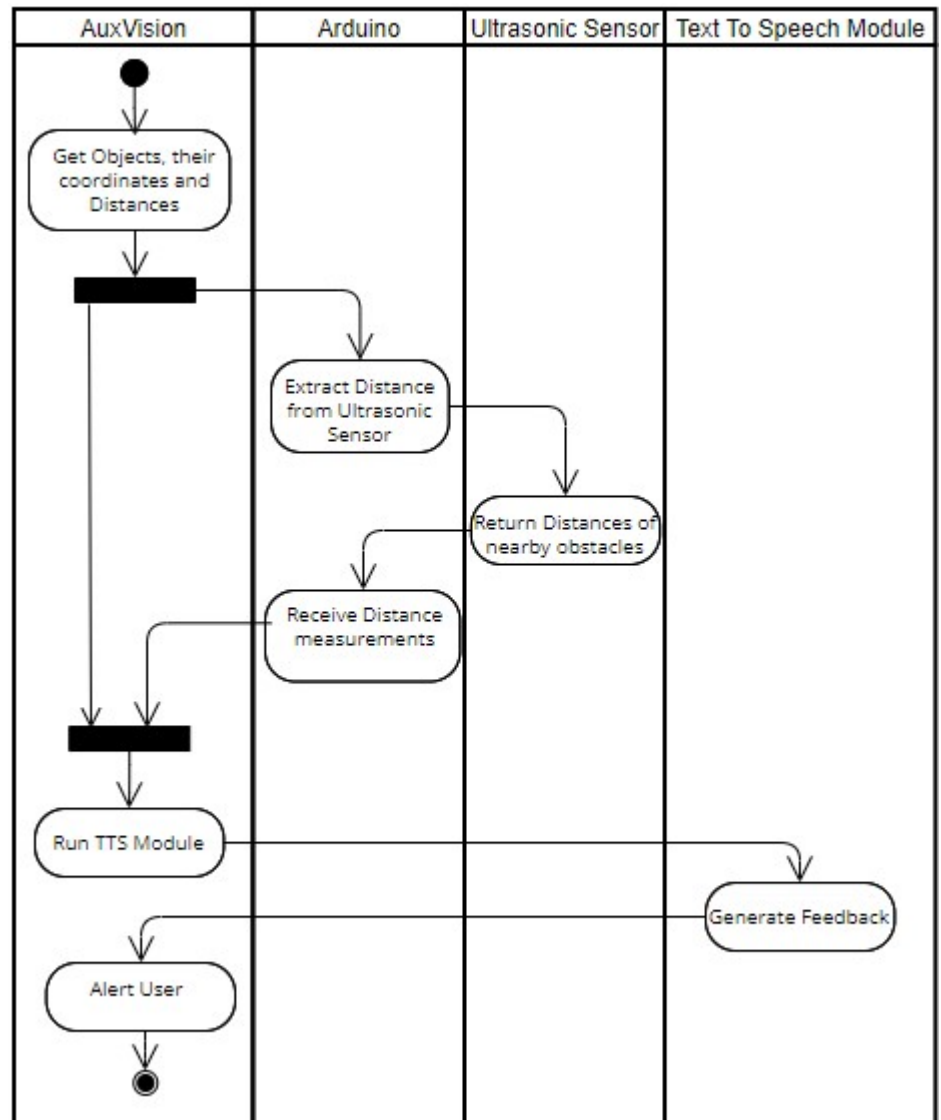 AuxVision
Arduino
Ultrasonic Sensor
Text To Speech Module
Get Objects, their
coordinates and
Distances
Extract Distance
from Ultrasonic
Sensor
Return Distances of
nearby obstacles
Receive Distance
measurements
Run TTS Module
Generate Feedback
Alert User